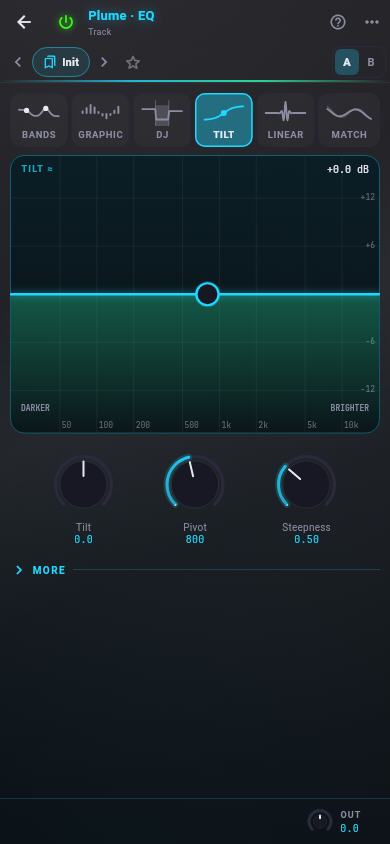 Plume · EQ
Track
Init
A B
BANDS GRAPHIC DJ TILT LINEAR MATCH
TILT ≈ +0.0 dB
+12
+6
-6
-12
DARKER BRIGHTER
50 100 200 500 1k 2k 5k 10k
Tilt Pivot Steepness
0.0 800 0.50
MORE
OUT
0.0